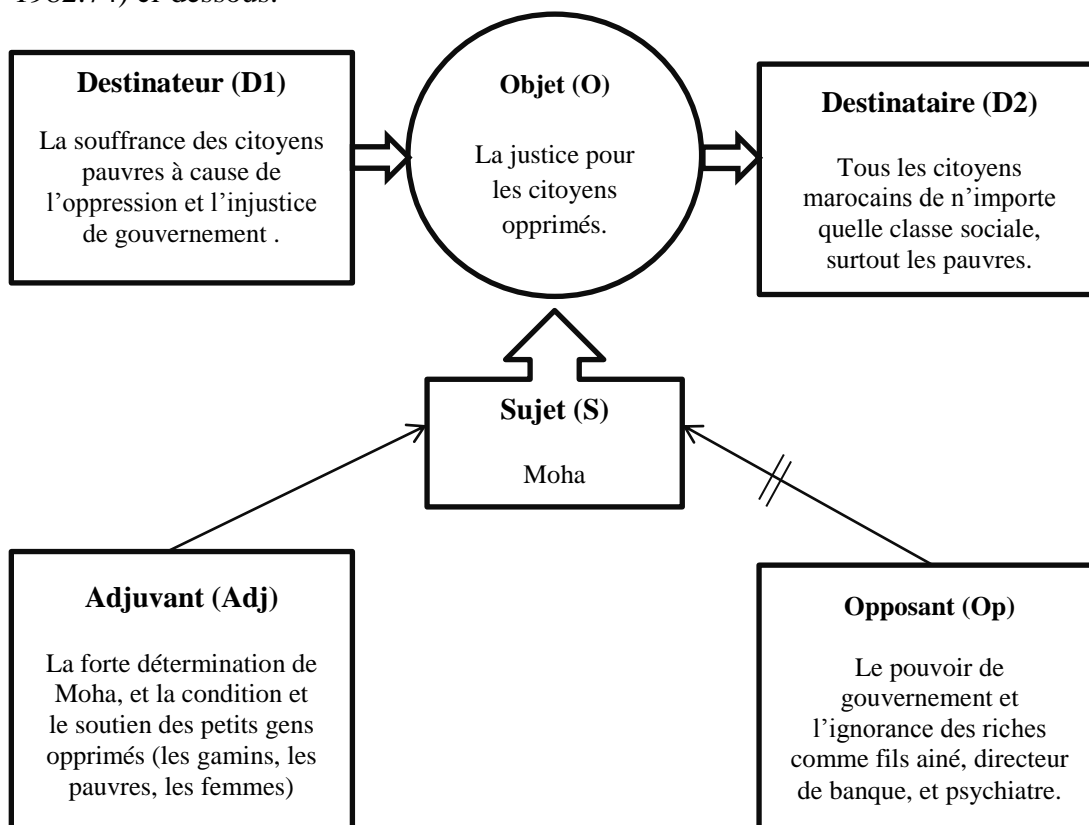 1982:74) ci-dessous.
Destinateur (D1)
La souffrance des citoyens
pauvres à cause de
l’oppression et l’injustice
de gouvernement .
Objet (O)
La justice pour
les citoyens
opprimés.
Destinataire (D2)
Tous les citoyens
marocains de n’importe
quelle classe sociale,
surtout les pauvres.
Sujet (S)
Moha
Adjuvant (Adj)
La forte détermination de
Moha, et la condition et
le soutien des petits gens
opprimés (les gamins, les
pauvres, les femmes)
Opposant (Op)
Le pouvoir de
gouvernement et
l’ignorance des riches
comme fils ainé, directeur
de banque, et psychiatre.